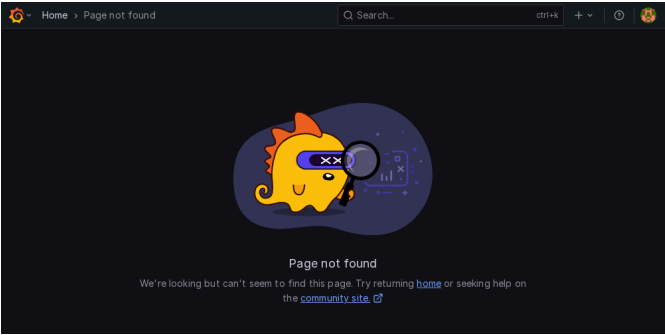 Home › Page not found
Search...
ctrl+k
Page not found
We're looking but can't seem to find this page. Try returning home or seeking help on
the community site.